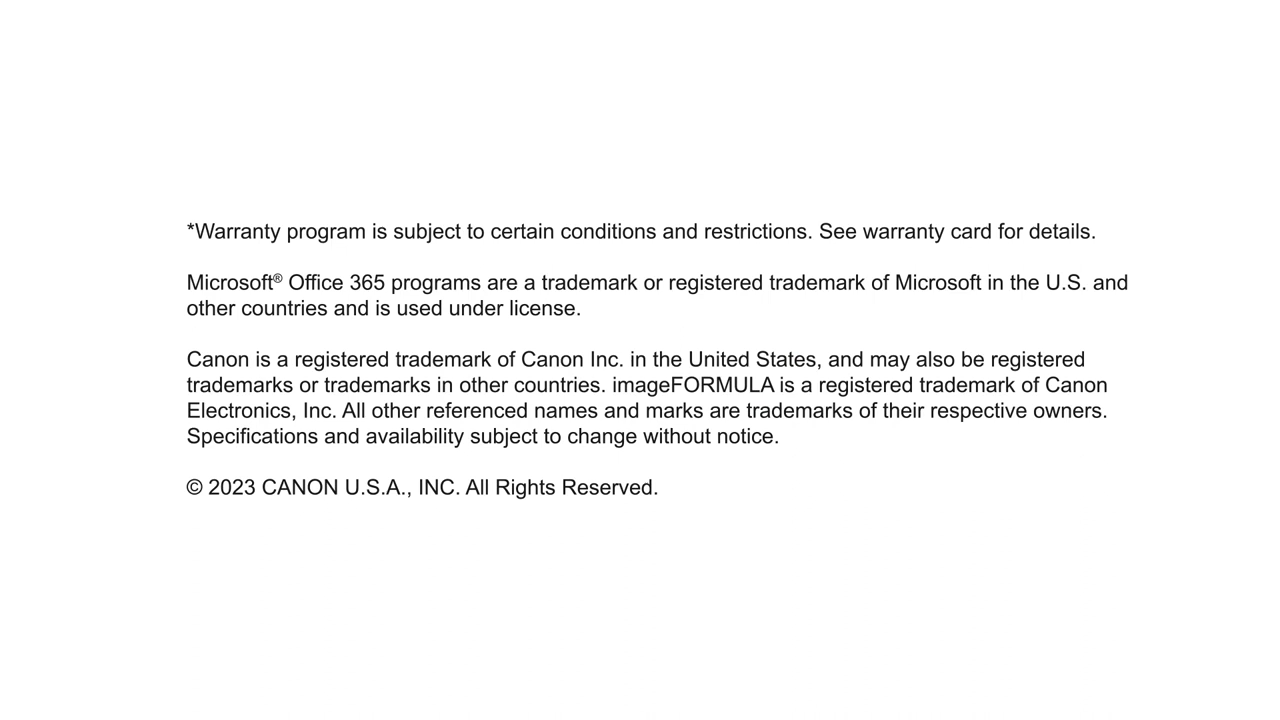 *Warranty program is subject to certain conditions and restrictions. See warranty card for details.
Microsoft® Office 365 programs are a trademark or registered trademark of Microsoft in the U.S. and
other countries and is used under license.
Canon is a registered trademark of Canon Inc. in the United States, and may also be registered
trademarks or trademarks in other countries. imageFORMULA is a registered trademark of Canon
Electronics, Inc. All other referenced names and marks are trademarks of their respective owners.
Specifications and availability subject to change without notice.
© 2023 CANON U.S.A., INC. All Rights Reserved.